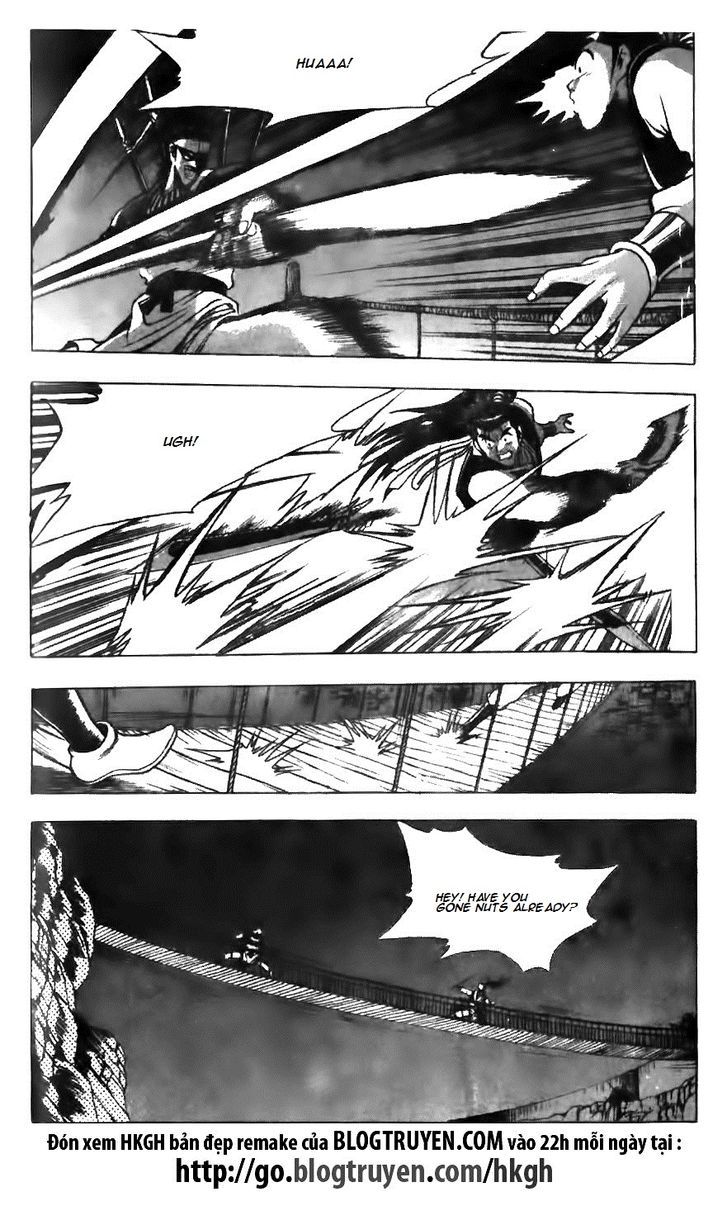 HUAAA!
UGH!
HEY! HAVE YOU
GONE NUTS ALREADY?
Đón xem HKGH bản đẹp remake của BLOGTRUYEN.COM vào 22h mỗi ngày tại :
http://go.blogtruyen.com/hkgh